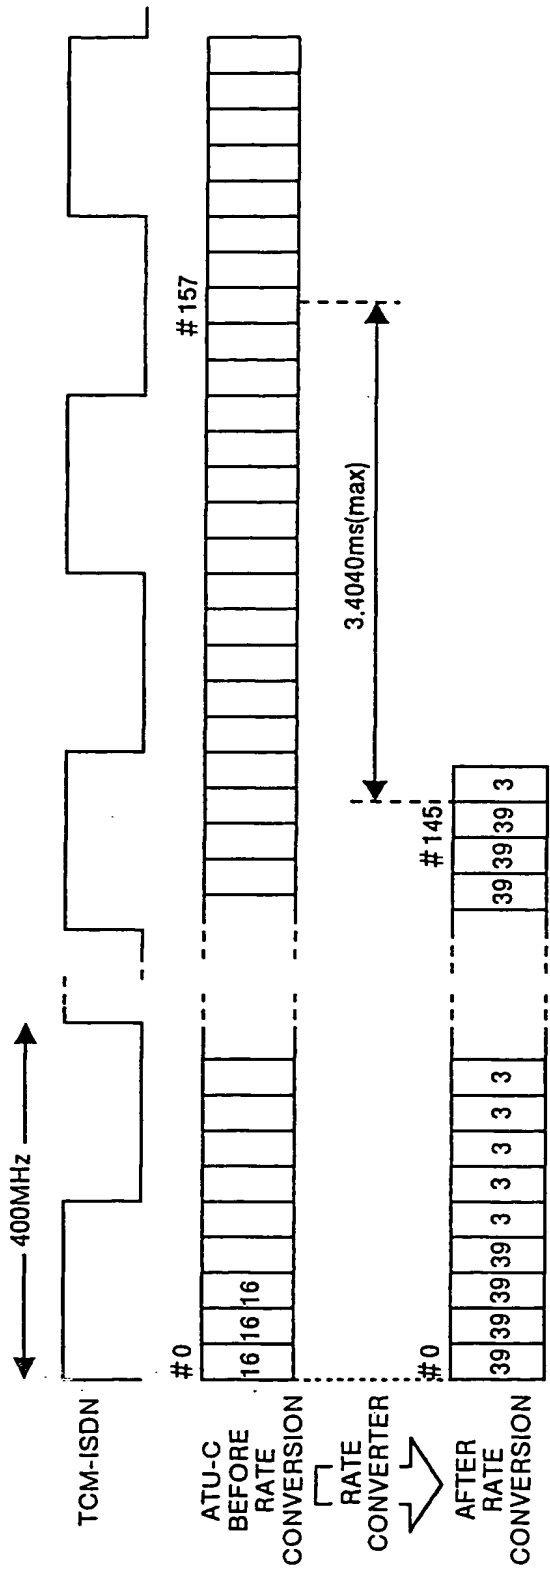 400MHz
TCM-ISDN
#0
#157
ATU-C
BEFORE
RATE
CONVERSION
16 16 16
RATE
CONVERTER
3.4040ms(max)
#0
#145
AFTER
RATE
CONVERSION
39 39 39 39 3 3 3 3 3
39 39 39 3